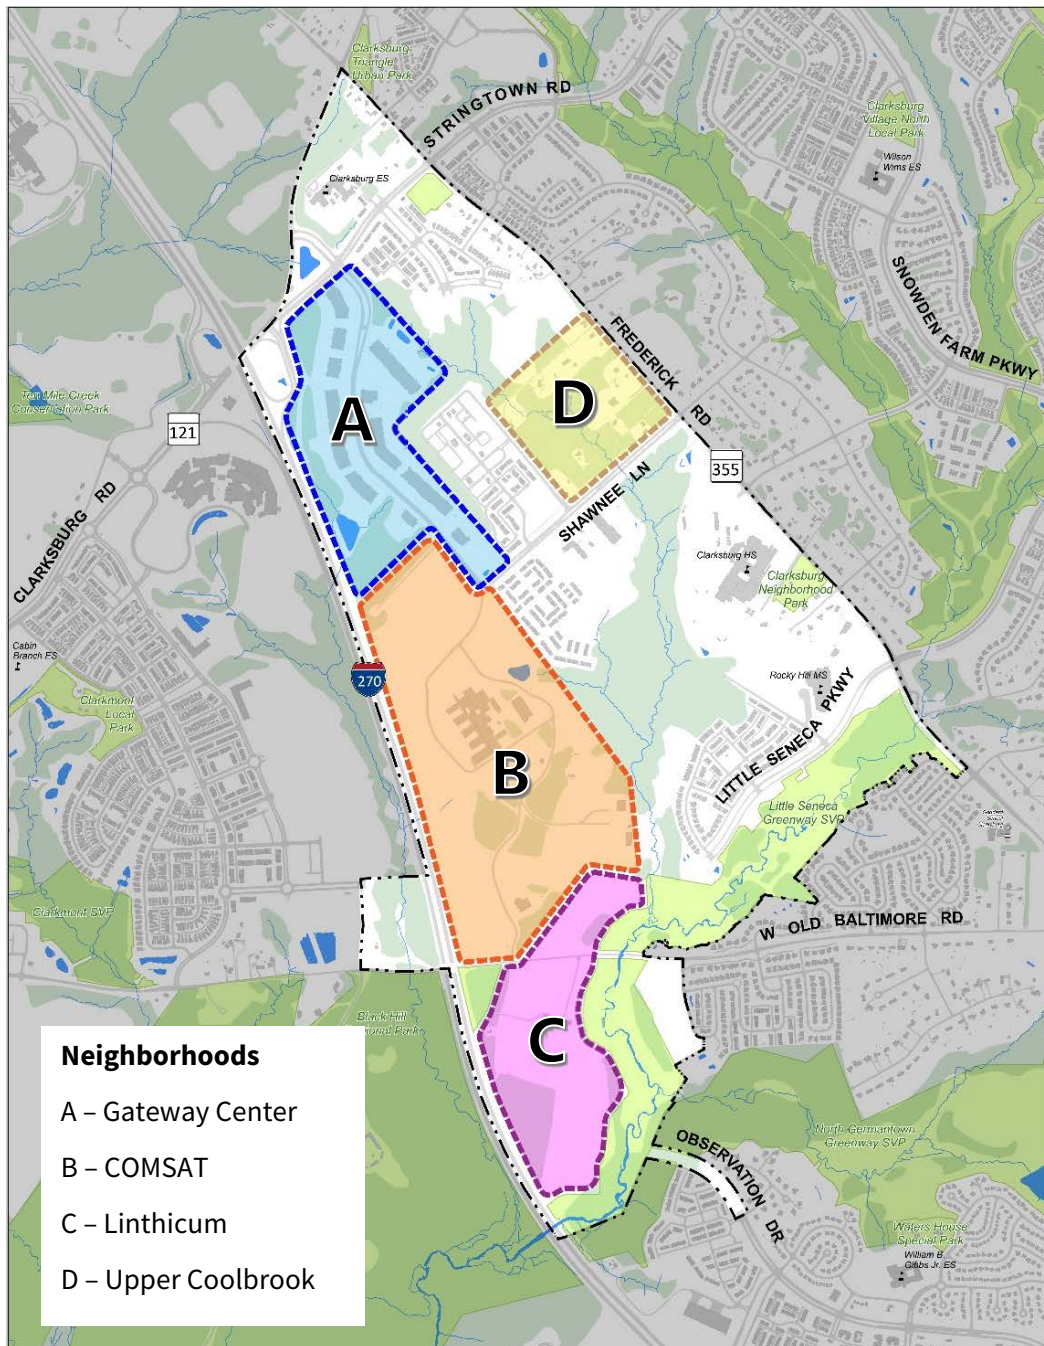 Clarksburg
Triangle
Urban Park
STRINGTOWN RD
Clarksburg
Village North
Local Park
Wilson
Wims ES
Clarksburg ES
SNOWDEN FARM PKWY
FREDERICK RD
Ten Mile Creek
Conservation Park
121
A
D
355
CLARKSBURG RD
SHAWNEE LN
Clarksburg HS
Clarksburg
Neighborhood
Park
Cabin
Branch ES
270
Rocky Hill MS
Clarkmont
Local
Park
LITTLE SENECA PKWY
B
Little Seneca
Greenway SVP
Clarkmont SVP
W OLD BALTIMORE RD
Black Hill
Regional Park
C
Neighborhoods
A – Gateway Center
B – COMSAT
C – Linthicum
D – Upper Coolbrook
North Germantown
Greenway SVP
OBSERVATION DR
Waters House
Special Park
William B.
Gibbs Jr. ES